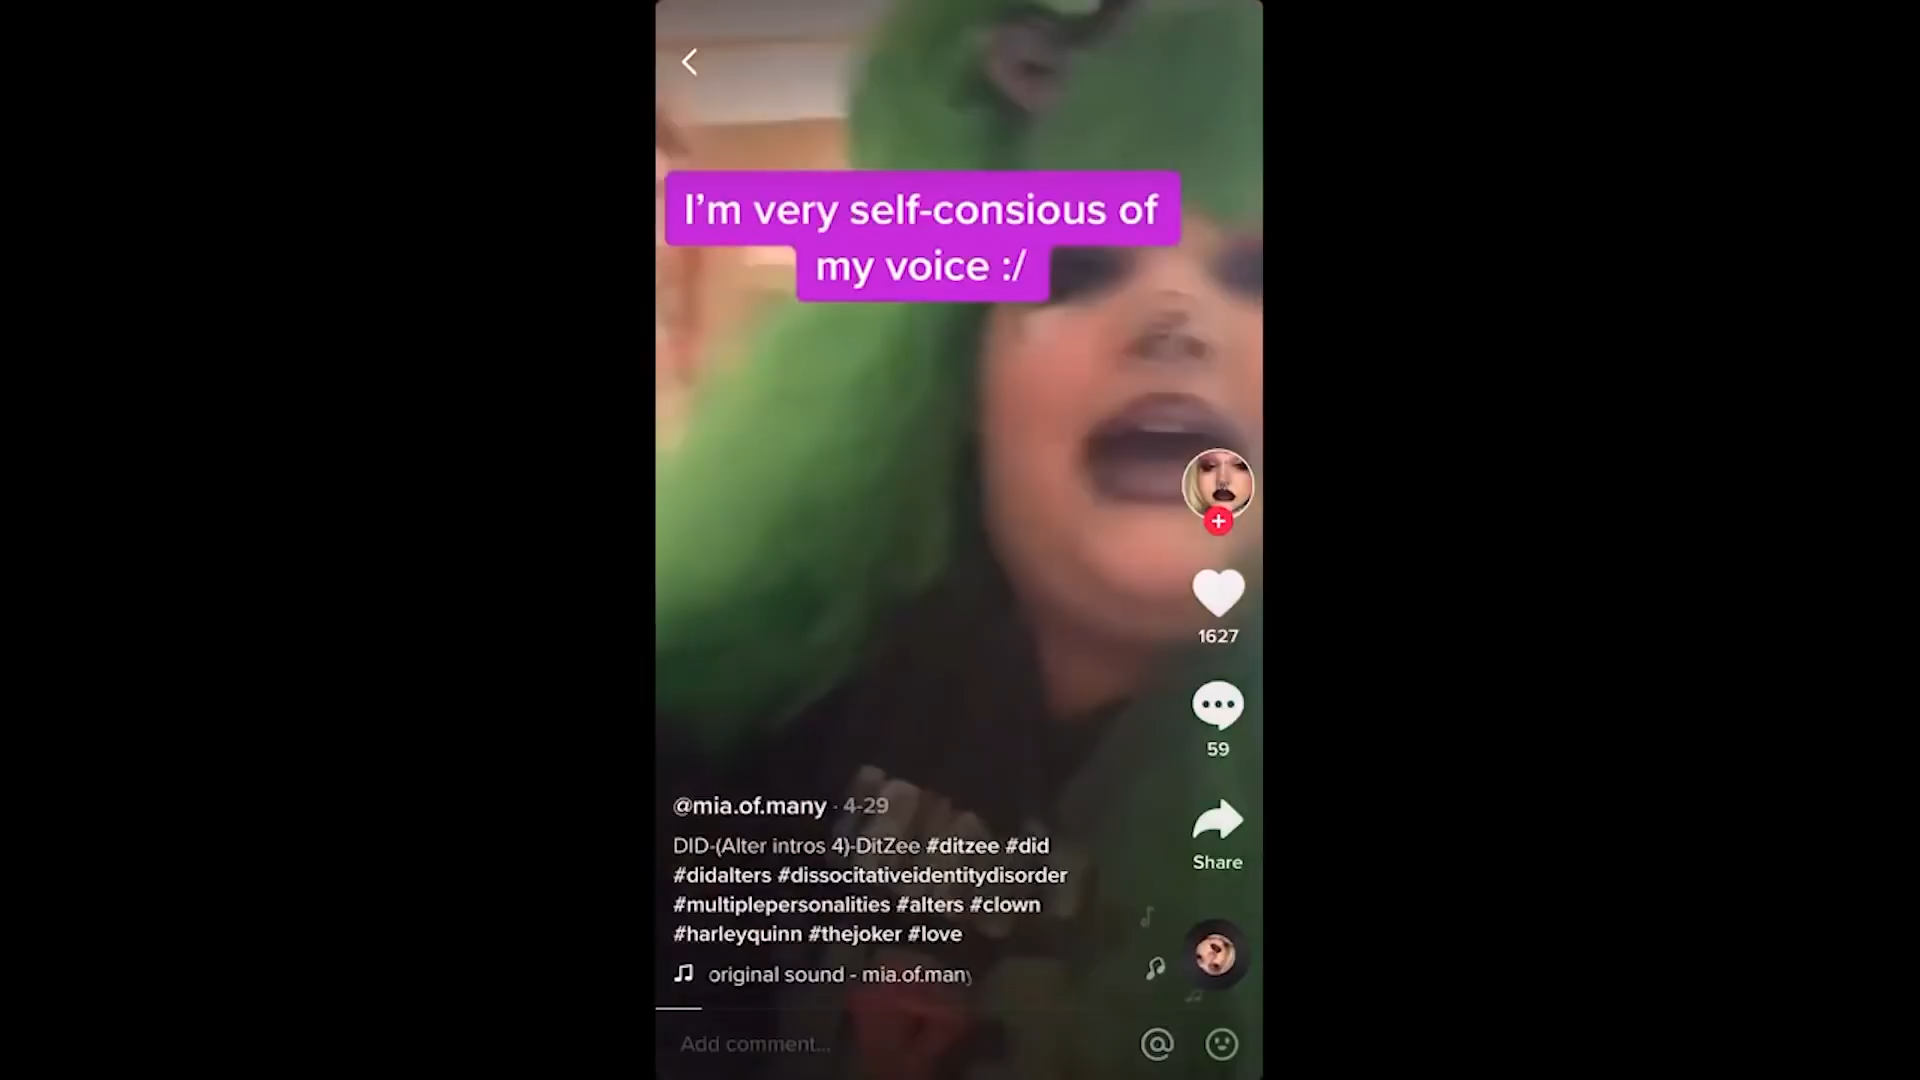 I'm very self-consious of
my voice :/
1627
59
@mia.of.many · 4-29
DID-(Alter intros 4)-DitZee #ditzee #did
#didalters #dissocitativeidentitydisorder
#multiplepersonalities #alters #clown
#harleyquinn #thejoker #love
Share
original sound - mia.of.many
Add comment...